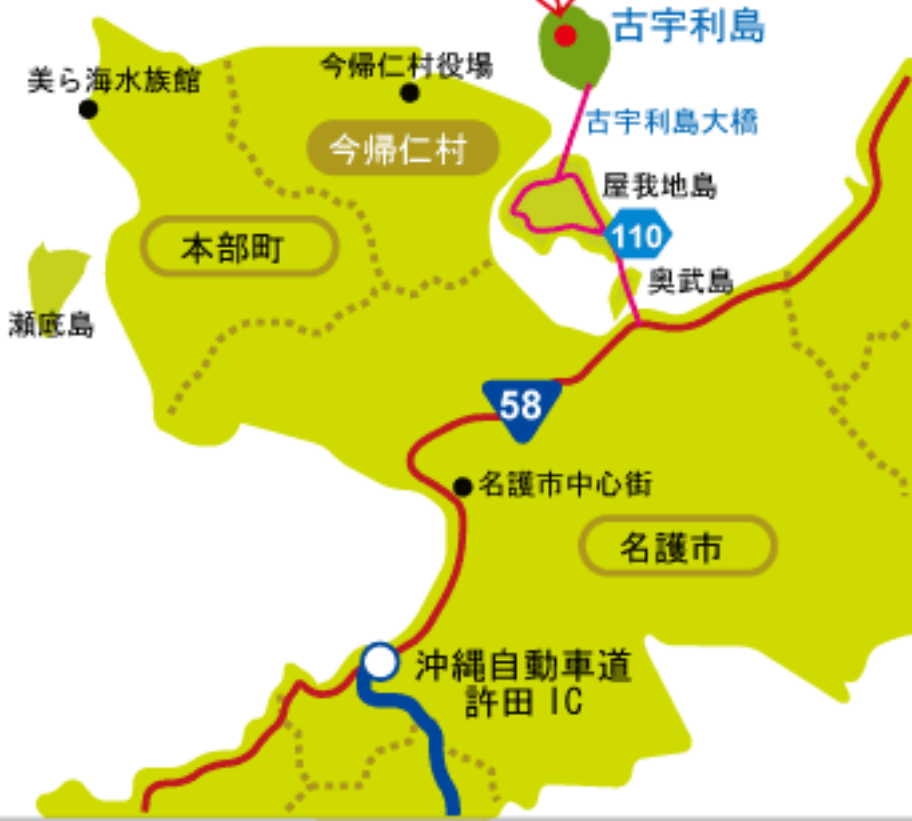 古宇利島
美ら海水族館
今帰仁村役場
古宇利島大橋
今帰仁村
屋我地島
110
本部町
奥武島
瀬底島
58
名護市中心街
名護市
沖縄自動車道
許田 IC